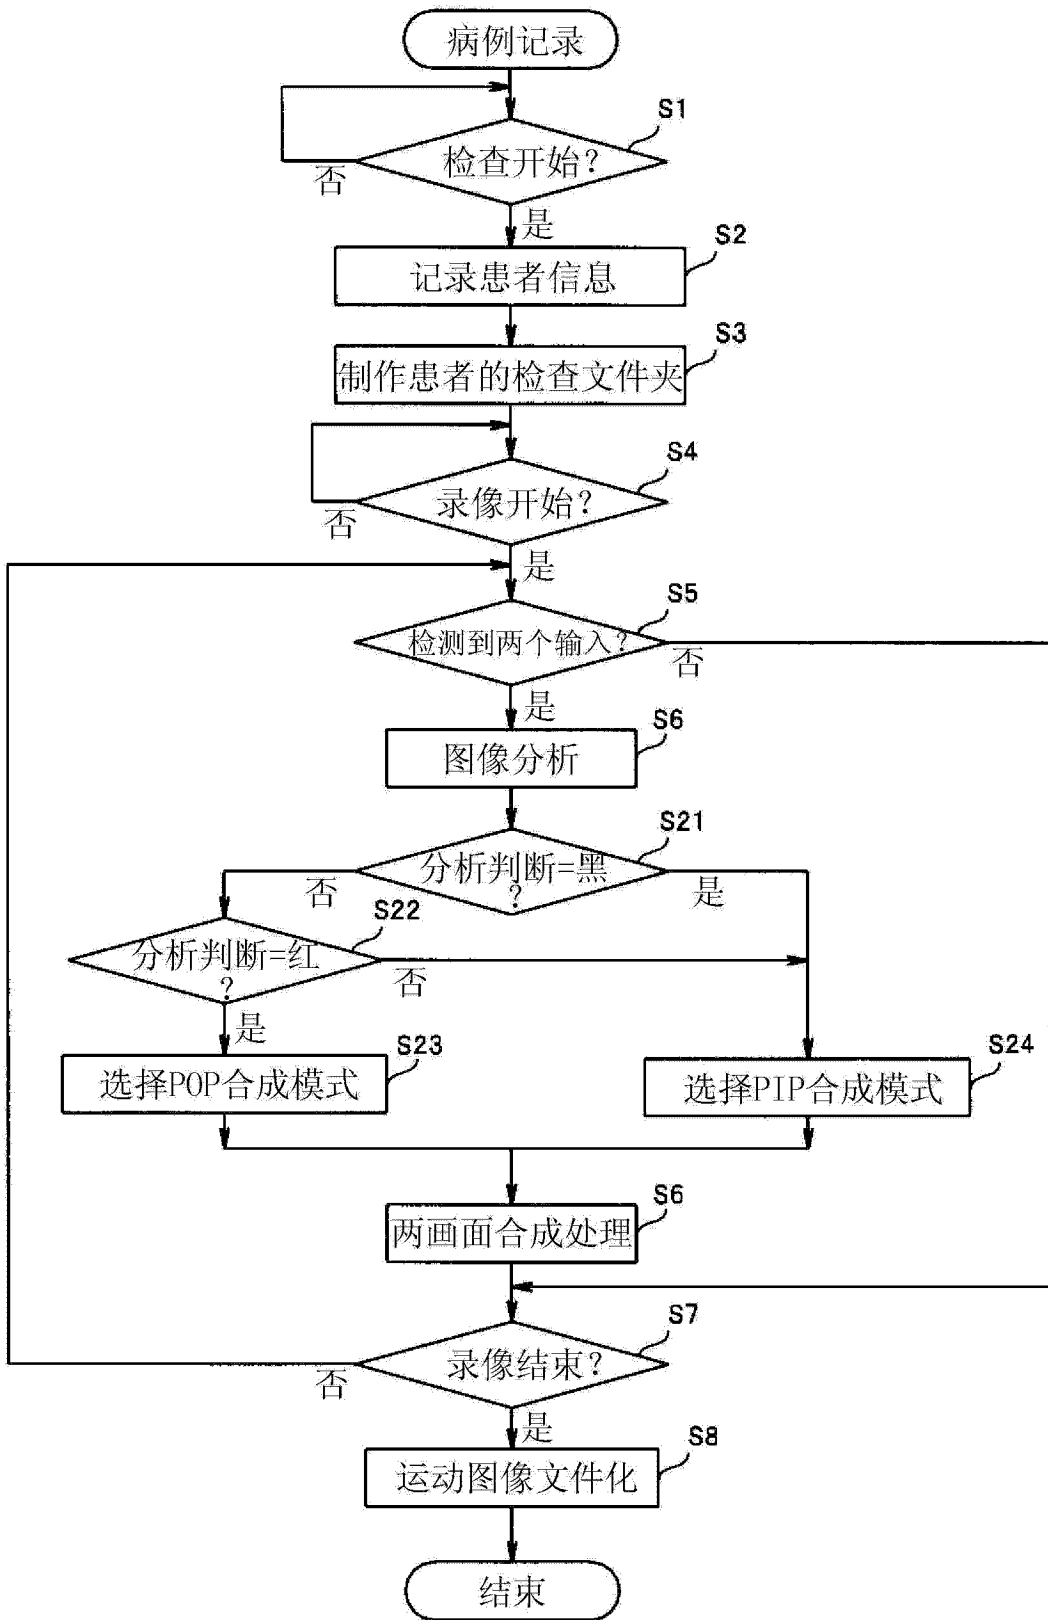 病例记录
S1
检查开始?
否
是
S2
记录患者信息
S3
制作患者的检查文件夹
S4
录像开始?
否
是
S5
检测到两个输入?
否
是
S6
图像分析
S21
分析判断=黑
?
否
是
S22
分析判断=红
?
否
是
S23
选择POP合成模式
S24
选择PIP合成模式
S6
两画面合成处理
S7
录像结束?
否
是
S8
运动图像文件化
结束